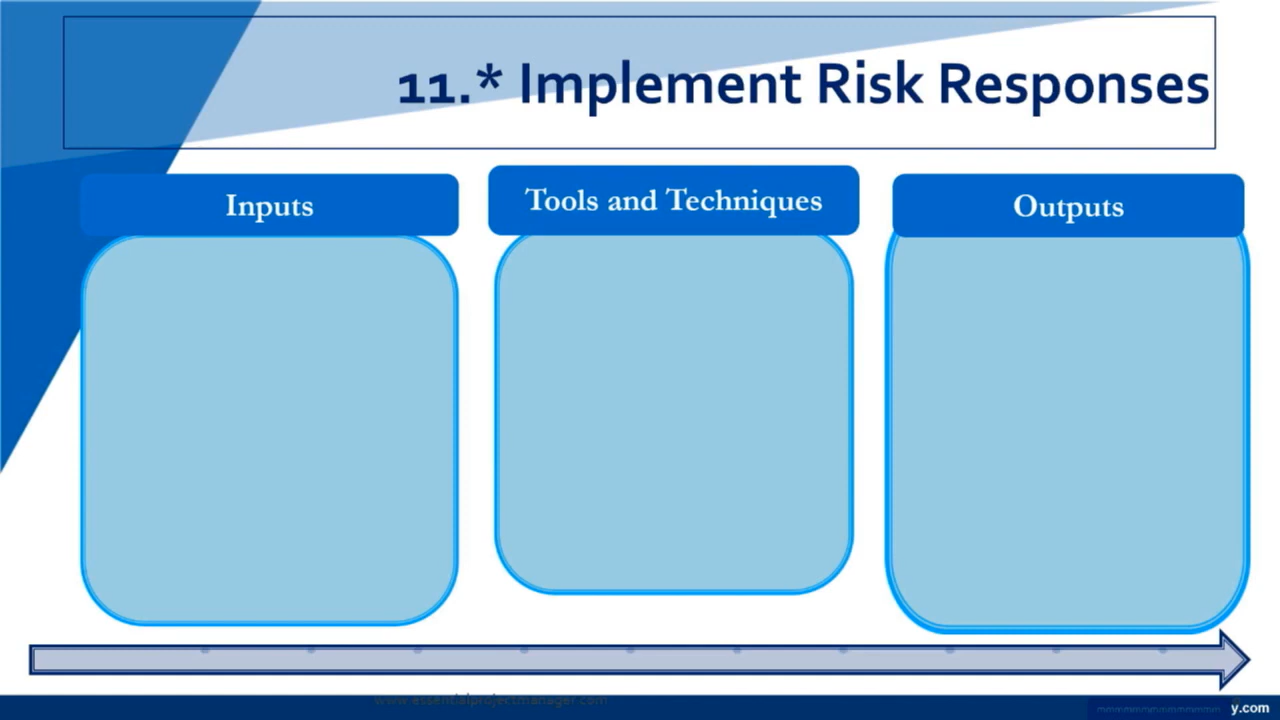 11.* Implement Risk Responses
Inputs
Tools and Techniques
Outputs
www.essentialprojectmanager.com
y.com